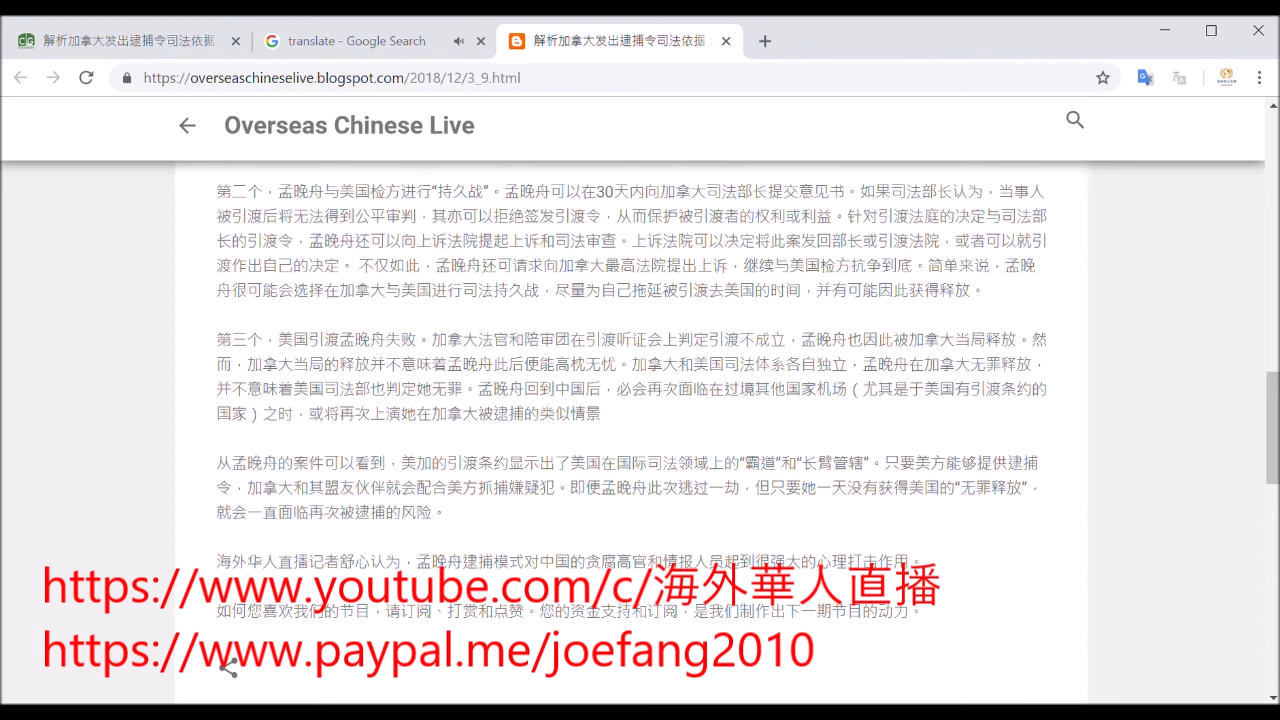 解析加拿大发出逮捕令司法依据
translate - Google Search
解析加拿大发出逮捕令司法依据
https://overseaschineselive.blogspot.com/2018/12/3_9.html
Overseas Chinese Live
第二个，孟晚舟与美国检方进行“持久战”。孟晚舟可以在30天内向加拿大司法部长提交意见书。如果司法部长认为，当事人
被引渡后将无法得到公平审判，其亦可以拒绝签发引渡令，从而保护被引渡者的权利或利益。针对引渡法庭的决定与司法部
长的引渡令，孟晚舟还可以向上诉法院提起上诉和司法审查。上诉法院可以决定将此案发回部长或引渡法院，或者可以就引
渡作出自己的决定。 不仅如此，孟晚舟还可请求向加拿大最高法院提出上诉，继续与美国检方抗争到底。简单来说，孟晚
舟很可能会选择在加拿大与美国进行司法持久战，尽量为自己拖延被引渡去美国的时间，并有可能因此获得释放。
第三个，美国引渡孟晚舟失败。加拿大法官和陪审团在引渡听证会上判定引渡不成立，孟晚舟也因此被加拿大当局释放。然
而，加拿大当局的释放并不意味着孟晚舟此后便能高枕无忧。加拿大和美国司法体系各自独立，孟晚舟在加拿大无罪释放，
并不意味着美国司法部也判定她无罪。孟晚舟回到中国后，必会再次面临在过境其他国家机场（尤其是于美国有引渡条约的
国家）之时，或将再次上演她在加拿大被逮捕的类似情景
从孟晚舟的案件可以看到，美加的引渡条约显示出了美国在国际司法领域上的“霸道”和“长臂管辖”。只要美方能够提供逮捕
令，加拿大和其盟友伙伴就会配合美方抓捕嫌疑犯。即便孟晚舟此次逃过一劫，但只要她一天没有获得美国的“无罪释放”，
就会一直面临再次被逮捕的风险。
海外华人直播记者舒心认为，孟晚舟逮捕模式对中国的贪腐高官和情报人员起到很强大的心理打击作用。
https://www.youtube.com/c/海外華人直播
如何您喜欢我们的节目，请订阅、打赏和点赞。您的资金支持和订阅，是我们制作出下一期节目的动力。
https://www.paypal.me/joefang2010